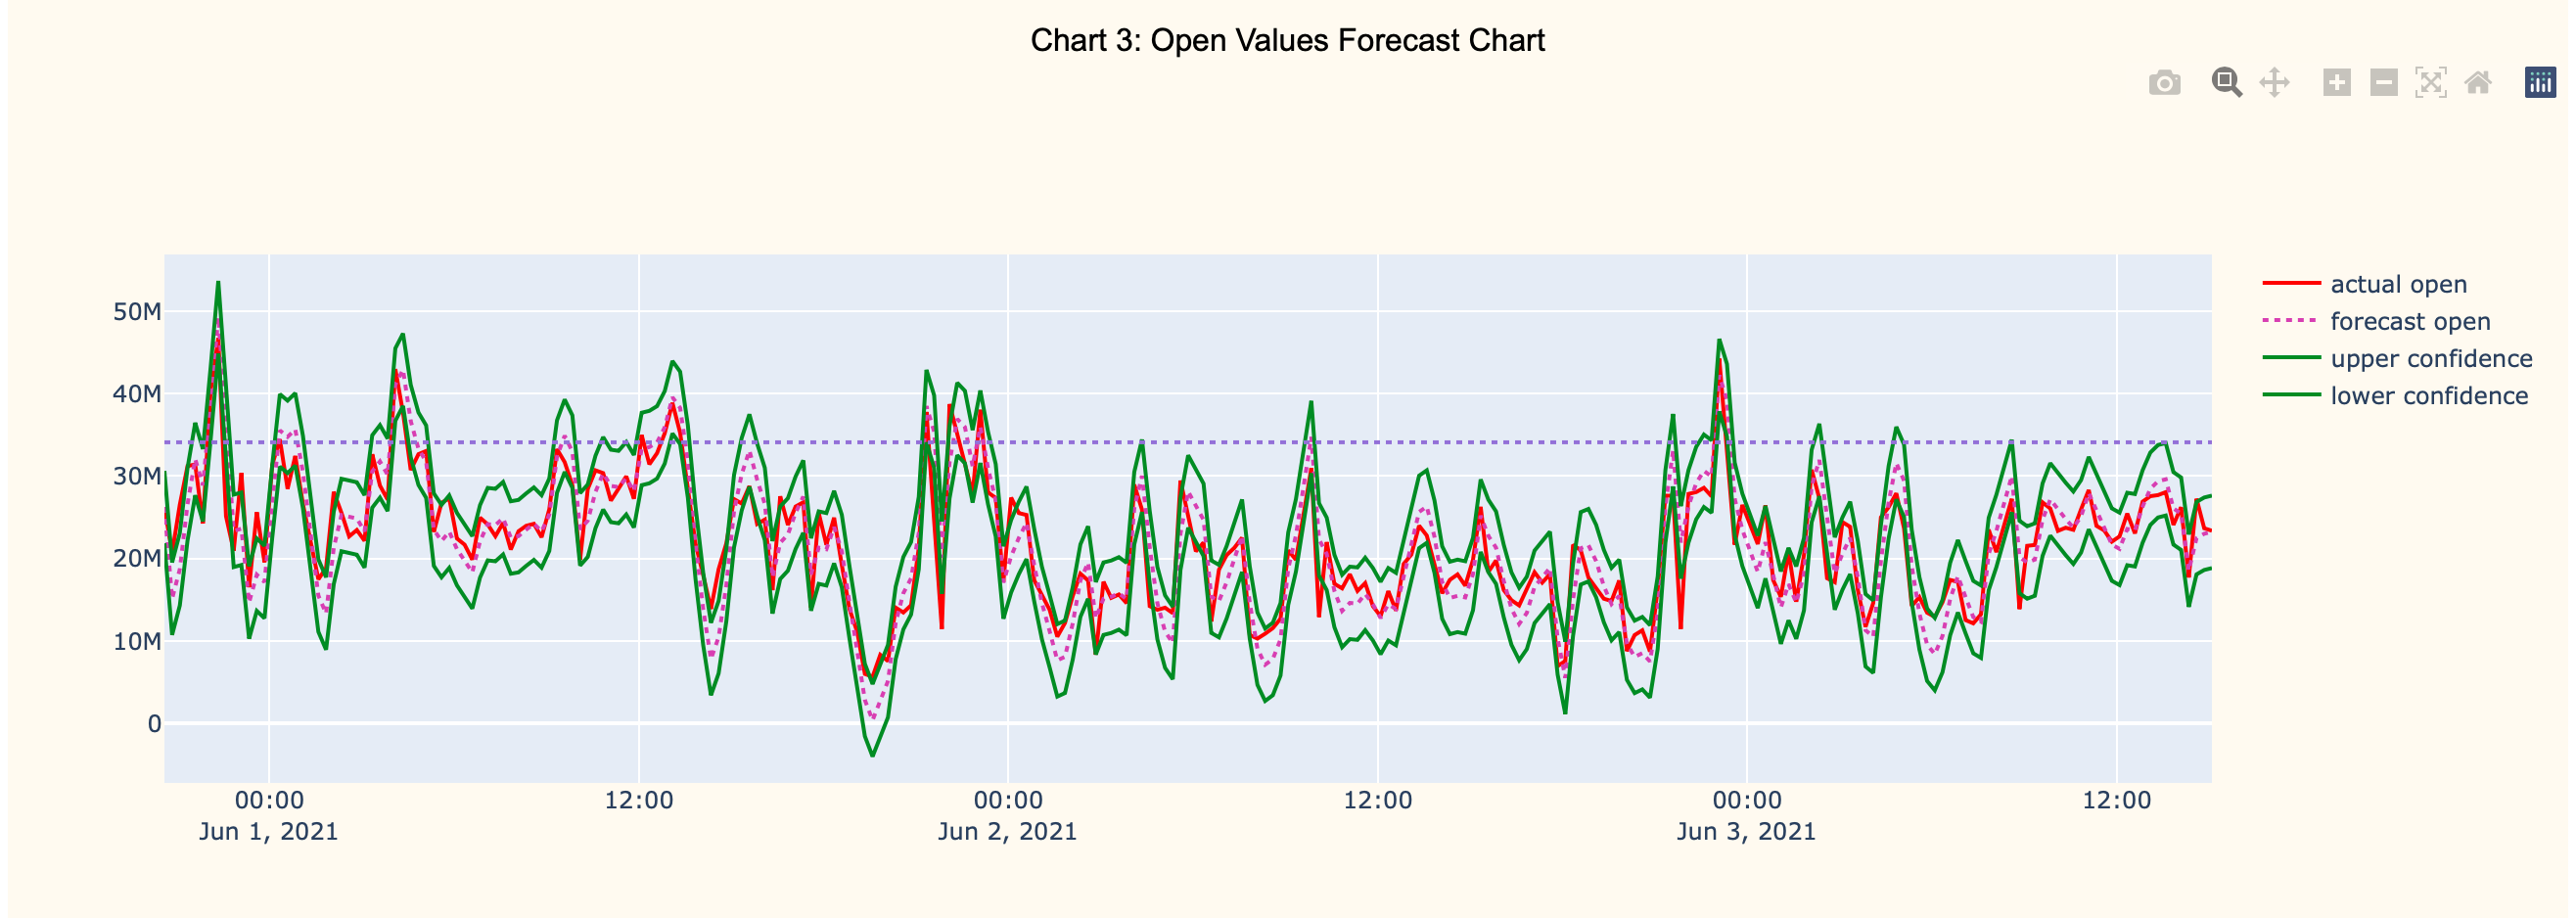 Chart 3: Open Values Forecast Chart
actual open
forecast open
upper confidence
lower confidence
50M
40M
30M
20M
10M
0
00:00 12:00 00:00 12:00 00:00 12:00
Jun 1, 2021 Jun 2, 2021 Jun 3, 2021